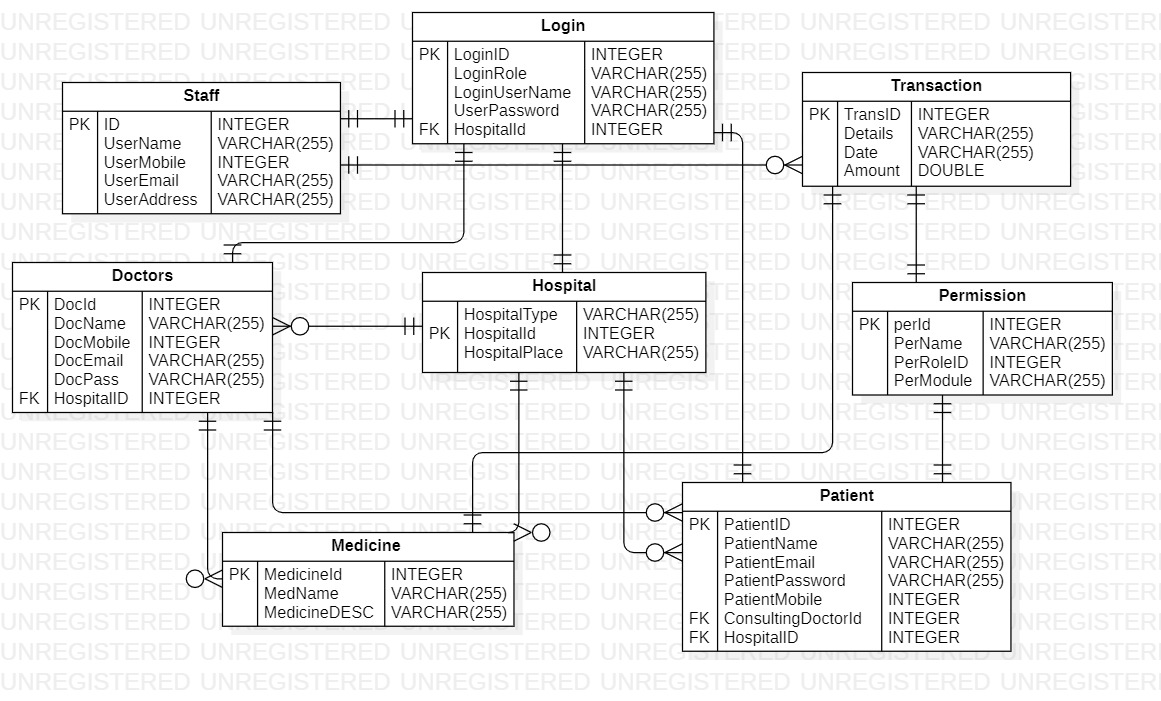 Login
PK LoginID INTEGER
LoginRole VARCHAR(255)
LoginUserName VARCHAR(255)
UserPassword VARCHAR(255)
FK HospitalId INTEGER
Staff
PK ID INTEGER
UserName VARCHAR(255)
UserMobile INTEGER
UserEmail VARCHAR(255)
UserAddress VARCHAR(255)
Transaction
PK TransID INTEGER
Details VARCHAR(255)
Date VARCHAR(255)
Amount DOUBLE
Doctors
PK DocId INTEGER
DocName VARCHAR(255)
DocMobile INTEGER
DocEmail VARCHAR(255)
DocPass VARCHAR(255)
FK HospitalID INTEGER
Hospital
HospitalType VARCHAR(255)
PK HospitalId INTEGER
HospitalPlace VARCHAR(255)
Permission
PK perId INTEGER
PerName VARCHAR(255)
PerRoleID INTEGER
PerModule VARCHAR(255)
Medicine
PK MedicineId INTEGER
MedName VARCHAR(255)
MedicineDESC VARCHAR(255)
Patient
PK PatientID INTEGER
PatientName VARCHAR(255)
PatientEmail VARCHAR(255)
PatientPassword VARCHAR(255)
PatientMobile INTEGER
FK ConsultingDoctorId INTEGER
FK HospitalID INTEGER
UNREGISTERED